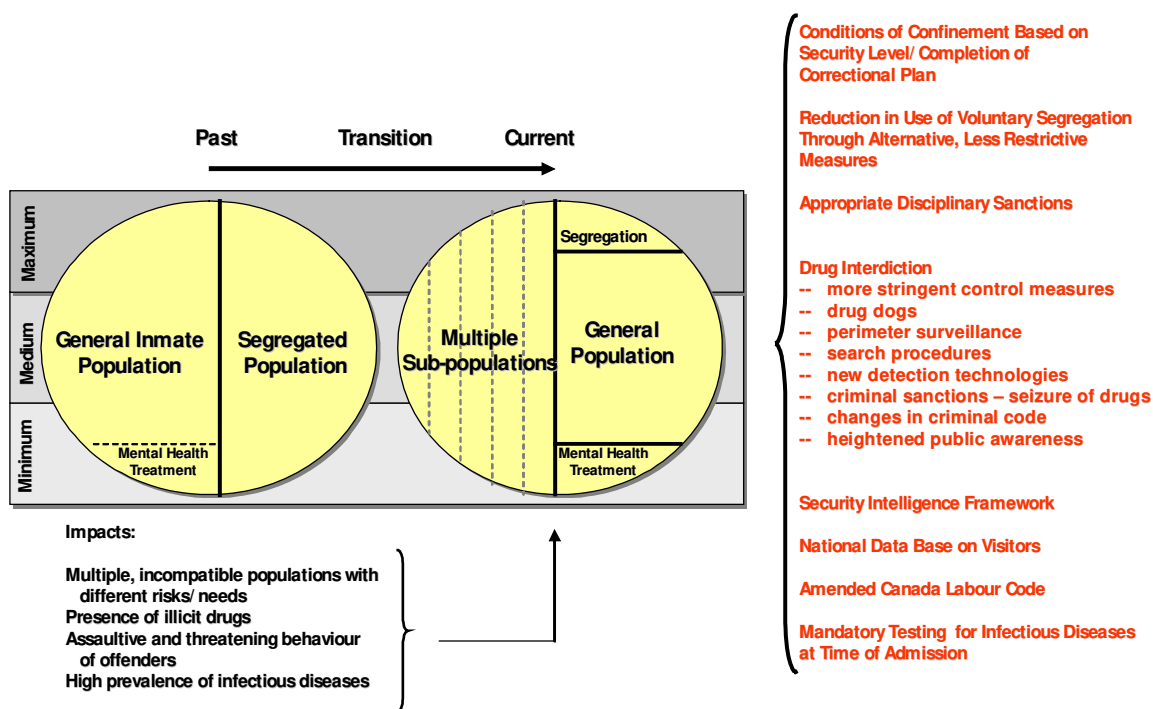 Past
Transition
Current
Maximum
Medium
Minimum
General Inmate
Population
Segregated
Population
Mental Health
Treatment
Multiple
Sub-populations
Segregation
General
Population
Mental Health
Treatment
Impacts:
Multiple, incompatible populations with
different risks/ needs
Presence of illicit drugs
Assaultive and threatening behaviour
of offenders
High prevalence of infectious diseases
Conditions of Confinement Based on
Security Level/ Completion of
Correctional Plan
Reduction in Use of Voluntary Segregation
Through Alternative, Less Restrictive
Measures
Appropriate Disciplinary Sanctions
Drug Interdiction
-- more stringent control measures
-- drug dogs
-- perimeter surveillance
-- search procedures
-- new detection technologies
-- criminal sanctions – seizure of drugs
-- changes in criminal code
-- heightened public awareness
Security Intelligence Framework
National Data Base on Visitors
Amended Canada Labour Code
Mandatory Testing for Infectious Diseases
at Time of Admission